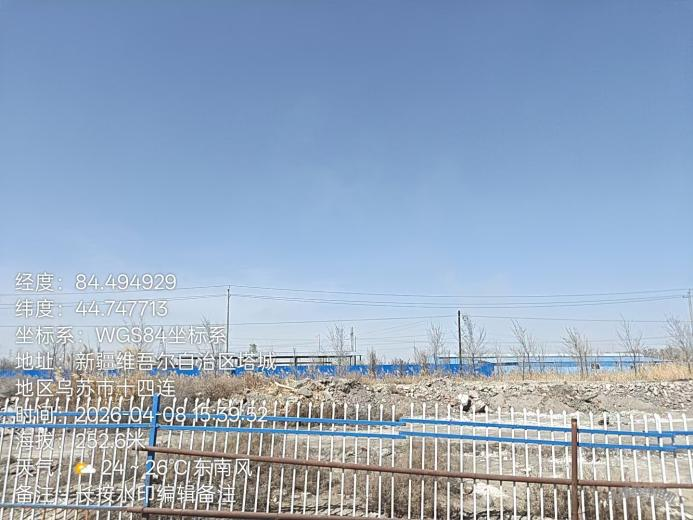 经度：84.494929
纬度：44.747713
坐标系：WGS84坐标系
地址：新疆维吾尔自治区塔城
地区乌苏市十四连
时间：2026-04-08 15:39:52
海拔：252.6米
天气：24～26℃ 东南风
备注：长按水印编辑备注